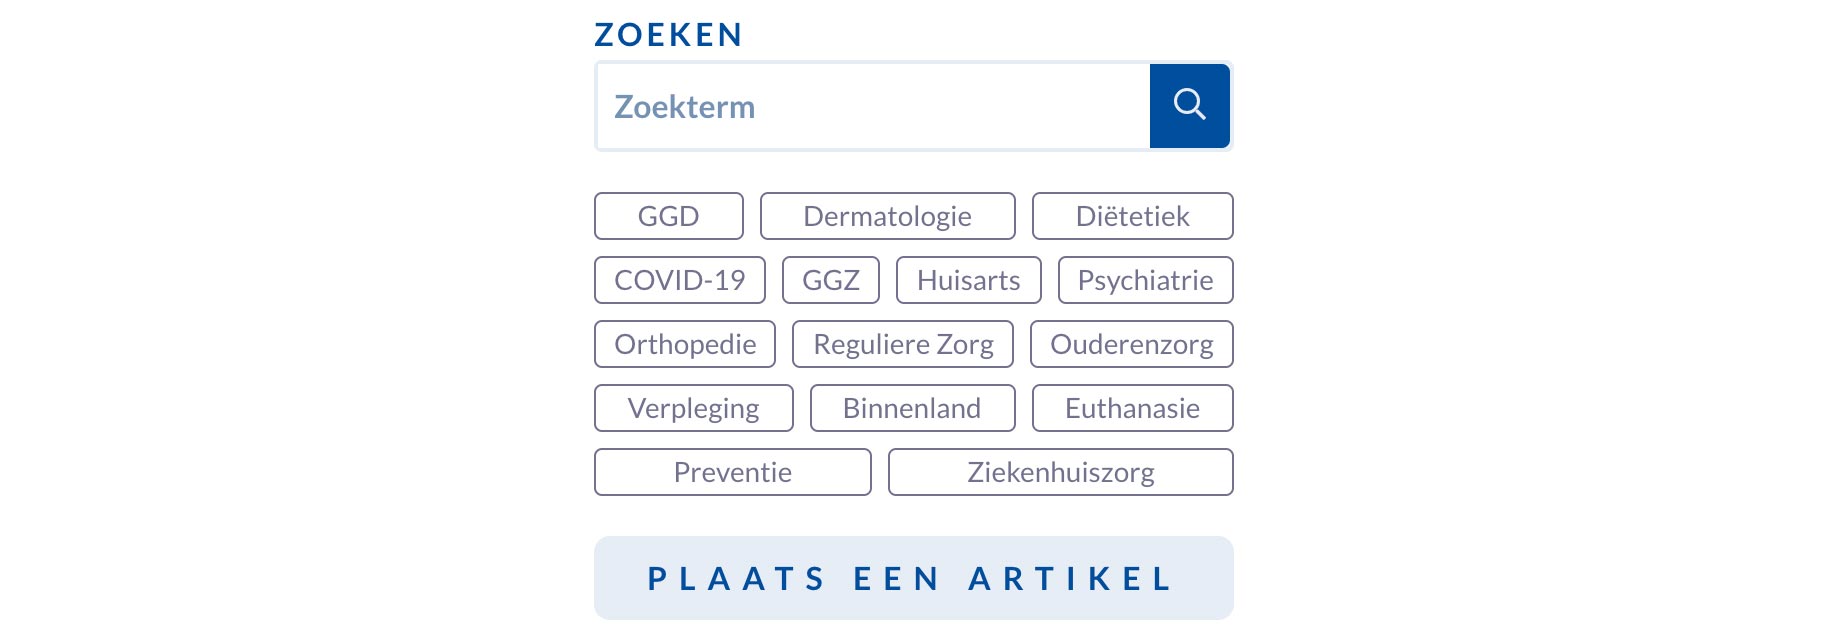 ZOEKEN
Zoekterm
GGD Dermatologie Diëtetiek
COVID-19 GGZ Huisarts Psychiatrie
Orthopedie Reguliere Zorg Ouderenzorg
Verpleging Binnenland Euthanasie
Preventie Ziekenhuiszorg
PLAATS EEN ARTIKEL